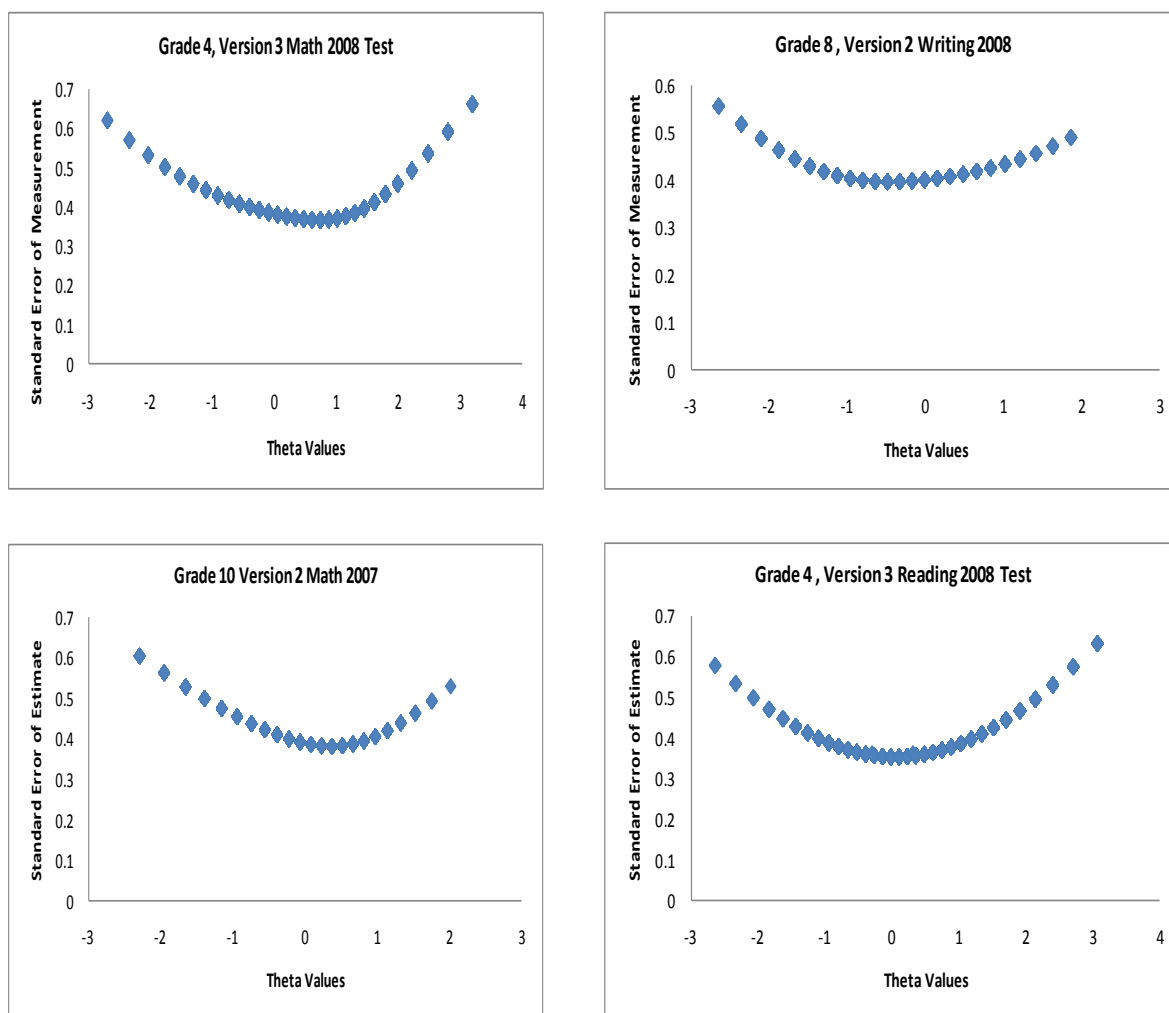 Grade 4, Version 3 Math 2008 Test
Standard Error of Measurement
0.7
0.6
0.5
0.4
0.3
0.2
0.1
0
-3 -2 -1 0 1 2 3 4
Theta Values
Grade 8 , Version 2 Writing 2008
Standard Error of Measurement
0.6
0.5
0.4
0.3
0.2
0.1
0
-3 -2 -1 0 1 2 3
Theta Values
Grade 10 Version 2 Math 2007
Standard Error of Estimate
0.7
0.6
0.5
0.4
0.3
0.2
0.1
0
-3 -2 -1 0 1 2 3
Theta Values
Grade 4 , Version 3 Reading 2008 Test
Standard Error of Estimate
0.7
0.6
0.5
0.4
0.3
0.2
0.1
0
-3 -2 -1 0 1 2 3 4
Theta Values